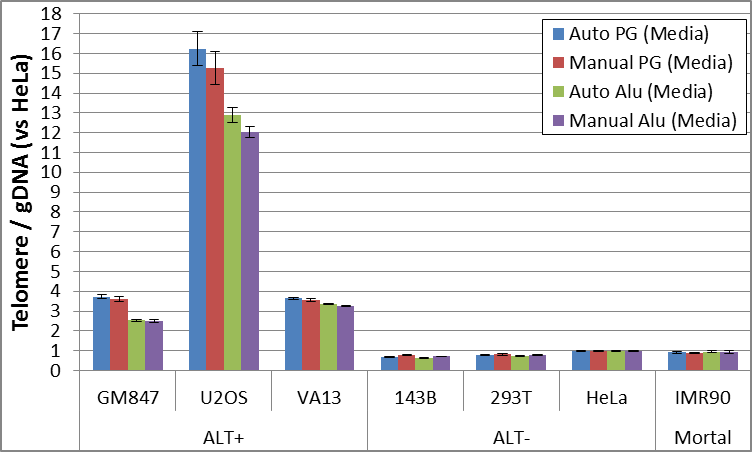 Telomere / gDNA (vs HeLa)
18
17
16
15
14
13
12
11
10
9
8
7
6
5
4
3
2
1
0
Auto PG (Media)
Manual PG (Media)
Auto Alu (Media)
Manual Alu (Media)
GM847 U2OS VA13 143B 293T HeLa IMR90
ALT+ ALT- Mortal